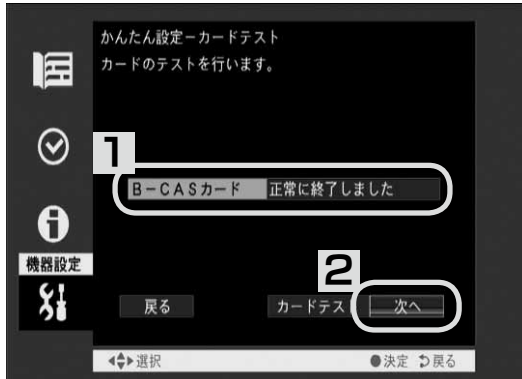 かんたん設定－カードテスト
カードのテストを行います。
1
B－CASカード 正常に終了しました
2
機器設定
戻る カードテス 次へ
選択 ●決定 戻る